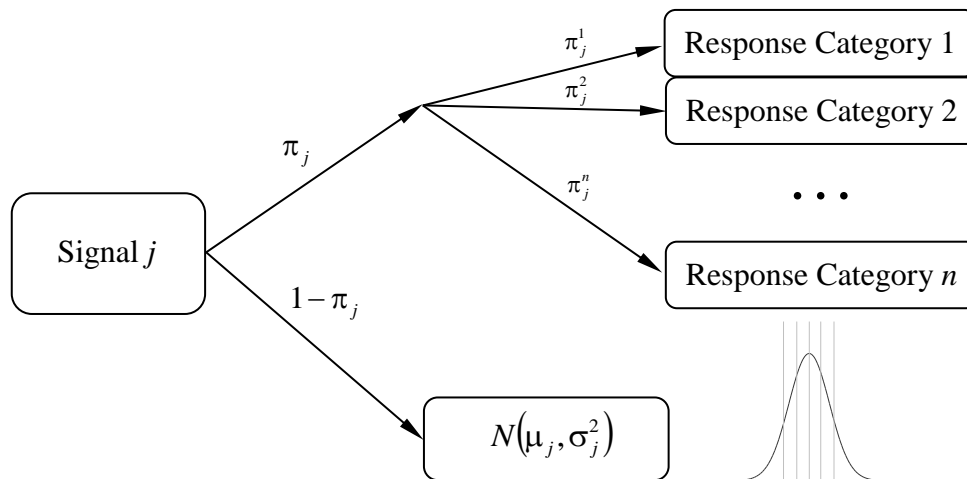 π_j^1
Response Category 1
π_j^2
Response Category 2
π_j
π_j^n
• • •
Signal j
Response Category n
1 − π_j
N(μ_j, σ_j^2)